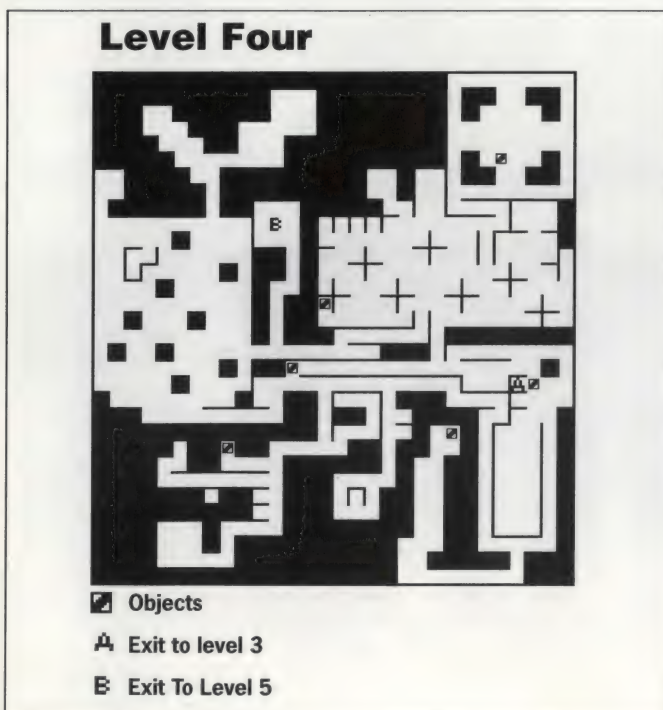 Level Four
B
A
Objects
A Exit to level 3
B Exit To Level 5